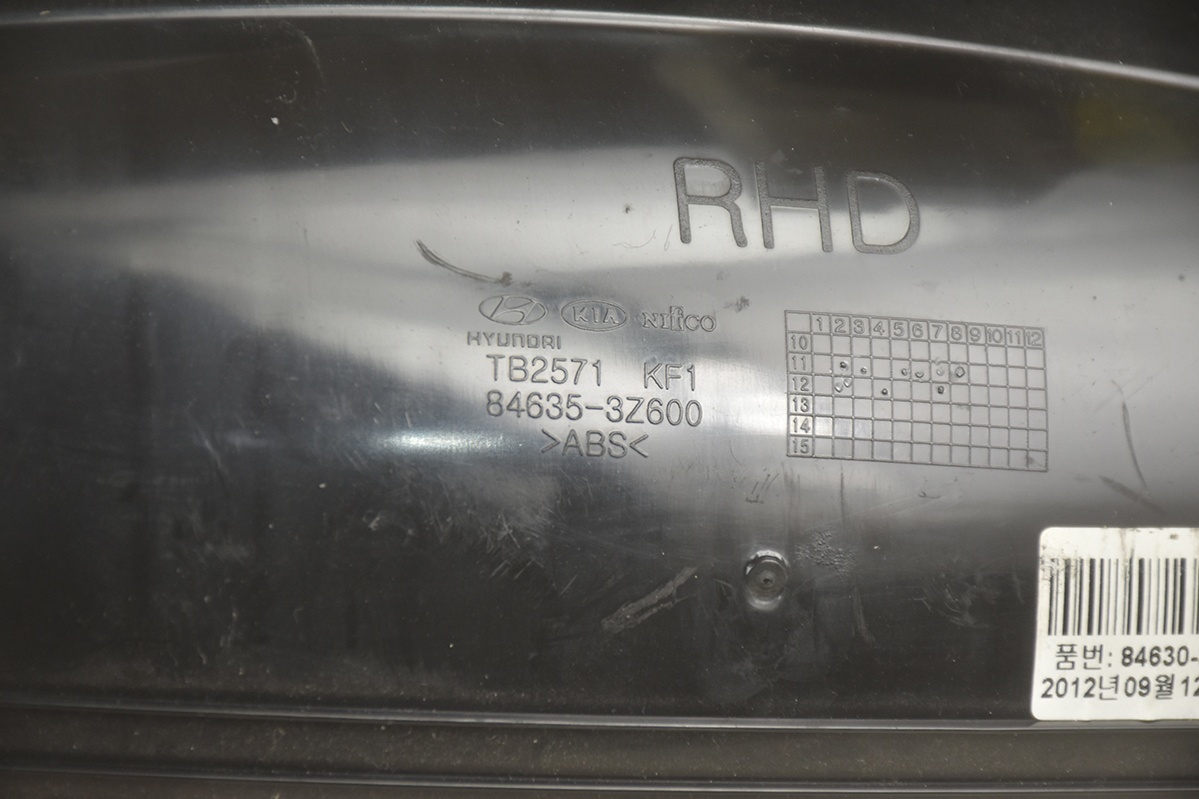 RHD
HYUNDAI KIA NIFCO
TB2571 KF1
84635-3Z600
>ABS<
1 2 3 4 5 6 7 8 9 10 11 12
10
11
12
13
14
15
품번: 84630-
2012년 09월 12